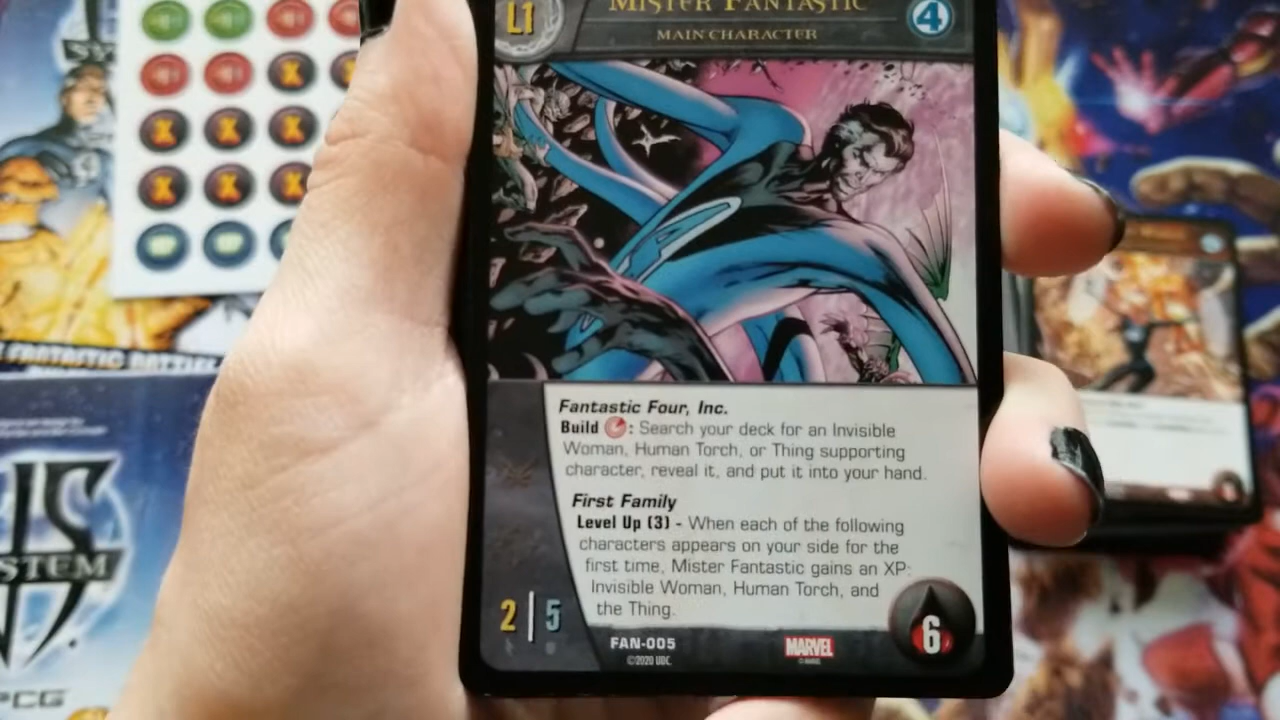 L1
MISTER FANTASTIC
4
MAIN CHARACTER
Fantastic Four, Inc.
Build : Search your deck for an Invisible
Woman, Human Torch, or Thing supporting
character, reveal it, and put it into your hand.
First Family
Level Up (3) - When each of the following
characters appears on your side for the
first time, Mister Fantastic gains an XP:
Invisible Woman, Human Torch, and
the Thing.
2 | 5
6
FAN-005
MARVEL
©2020 UDC
FANTASTIC BATTLES
STEM
PCG